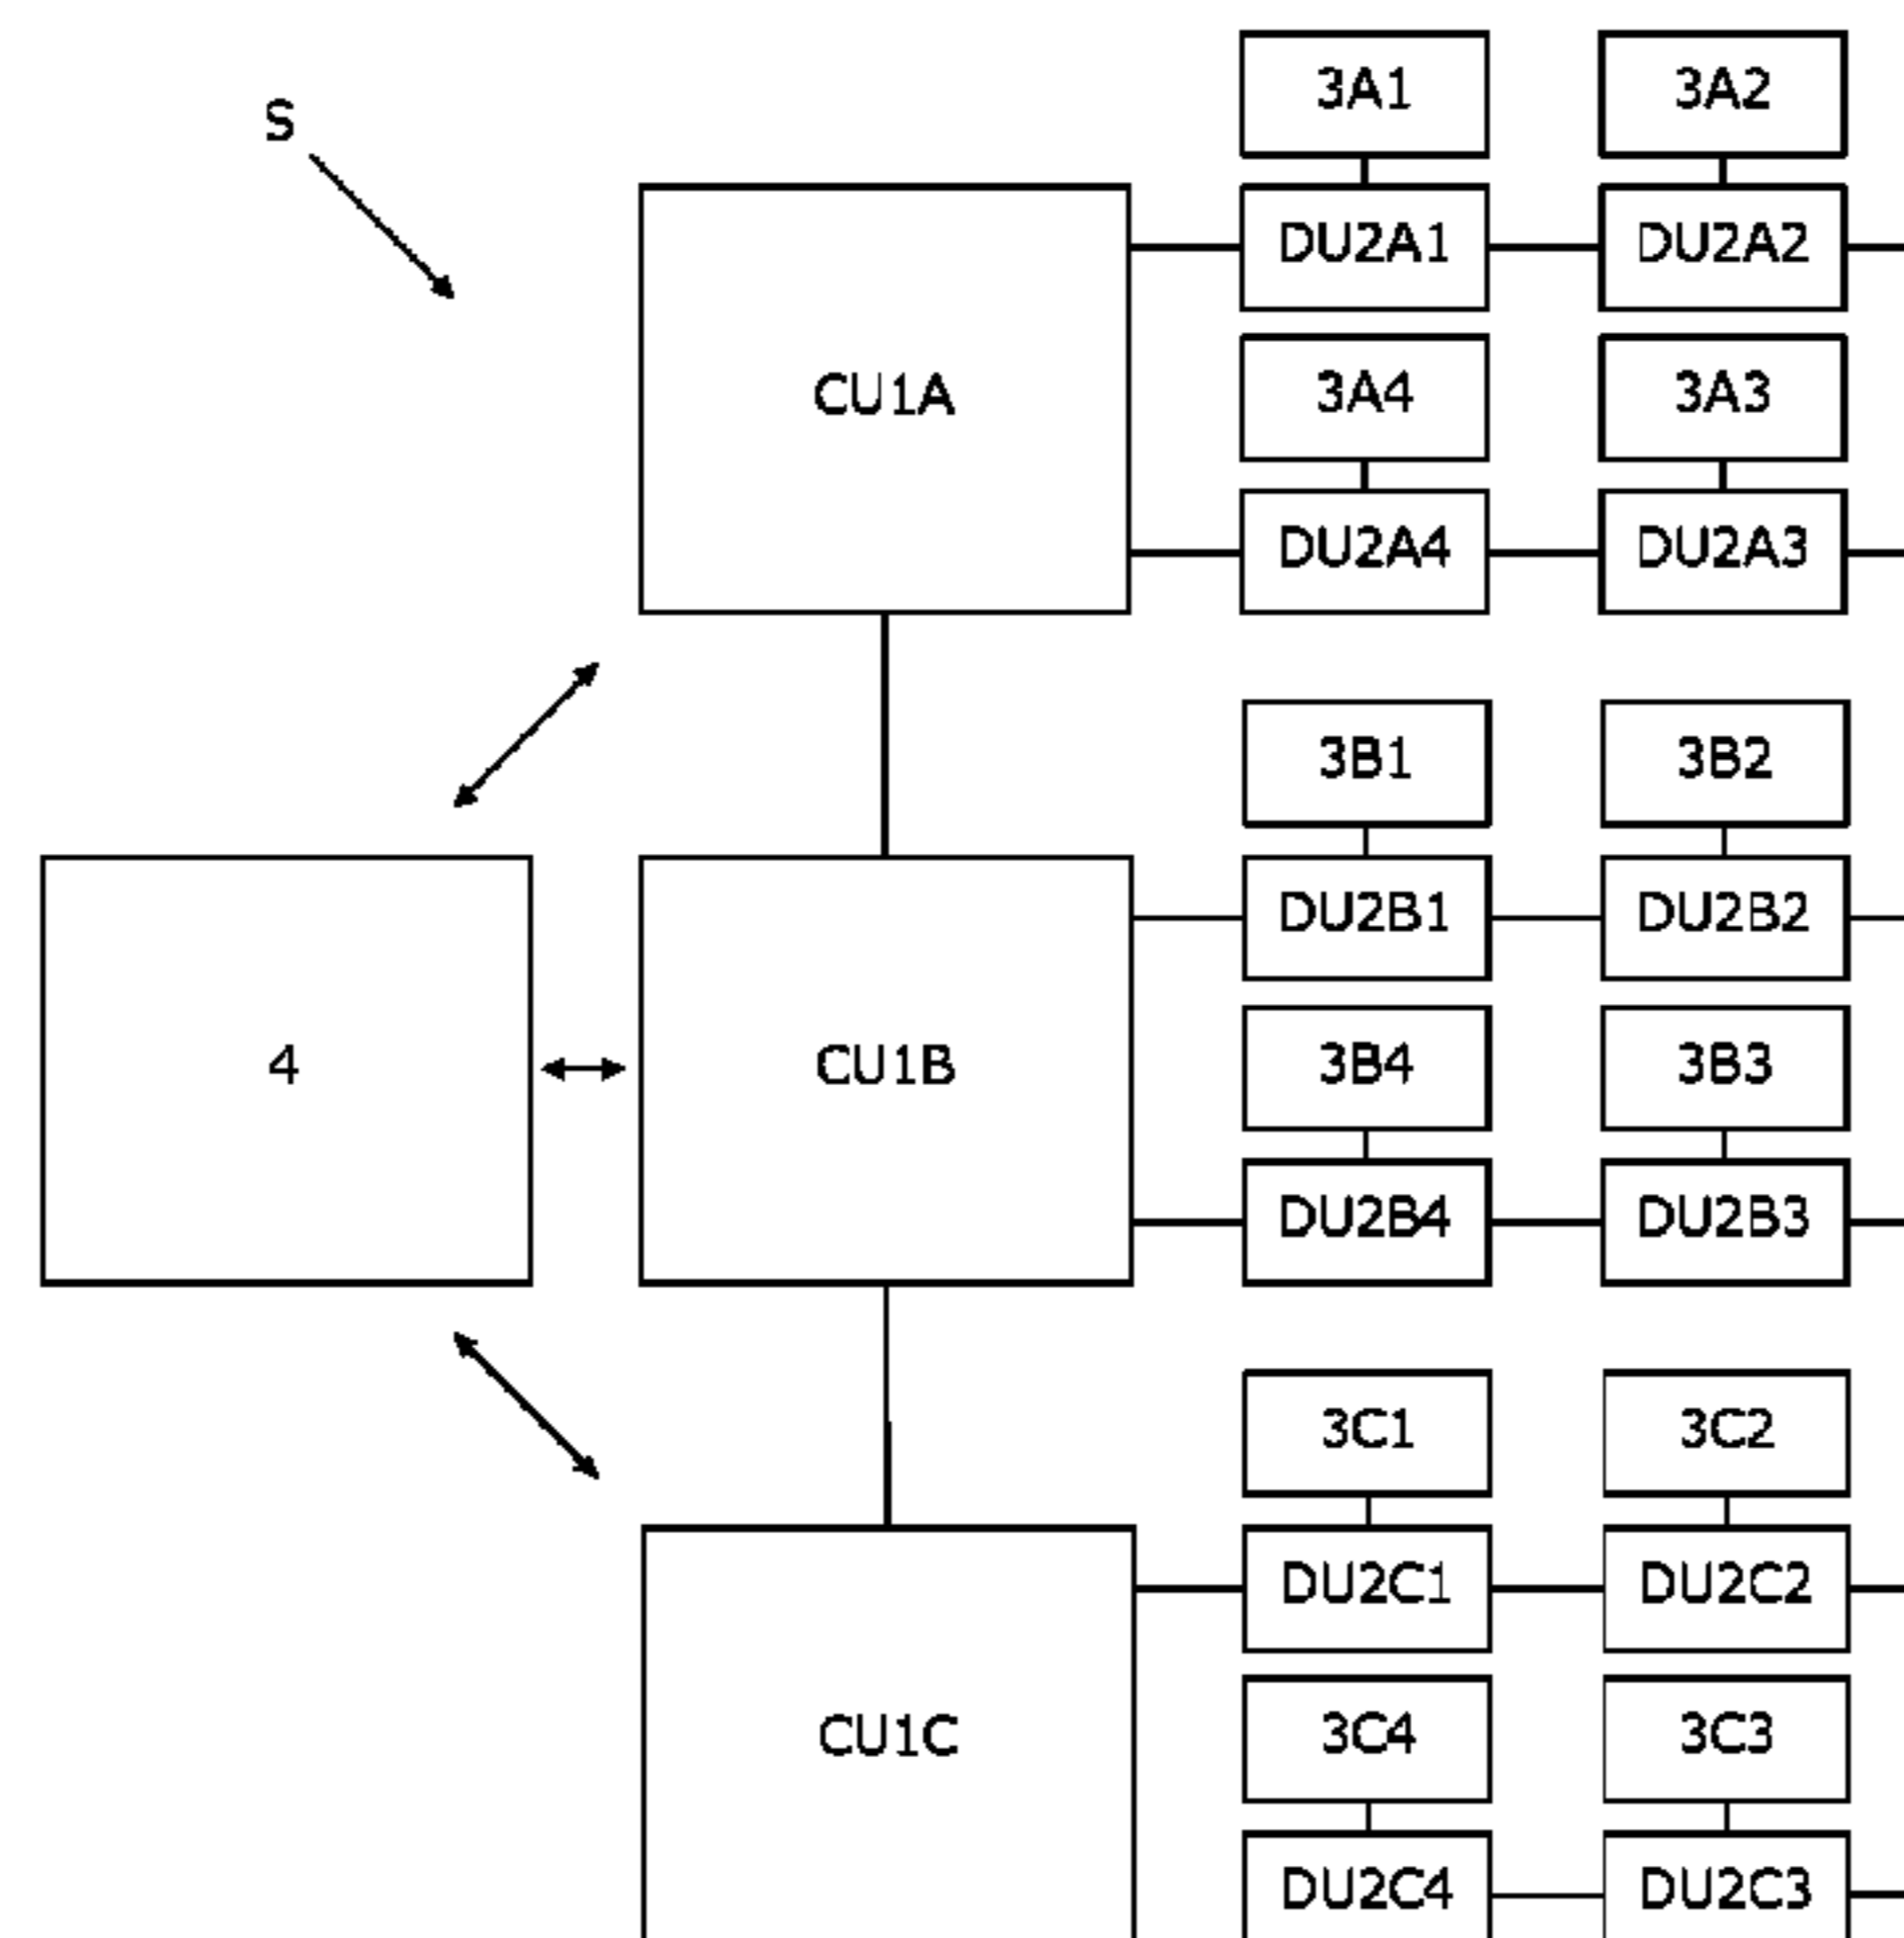 S
3A1 3A2
DU2A1 DU2A2
CU1A
3A4 3A3
DU2A4 DU2A3
3B1 3B2
DU2B1 DU2B2
4
CU1B
3B4 3B3
DU2B4 DU2B3
3C1 3C2
DU2C1 DU2C2
CU1C
3C4 3C3
DU2C4 DU2C3